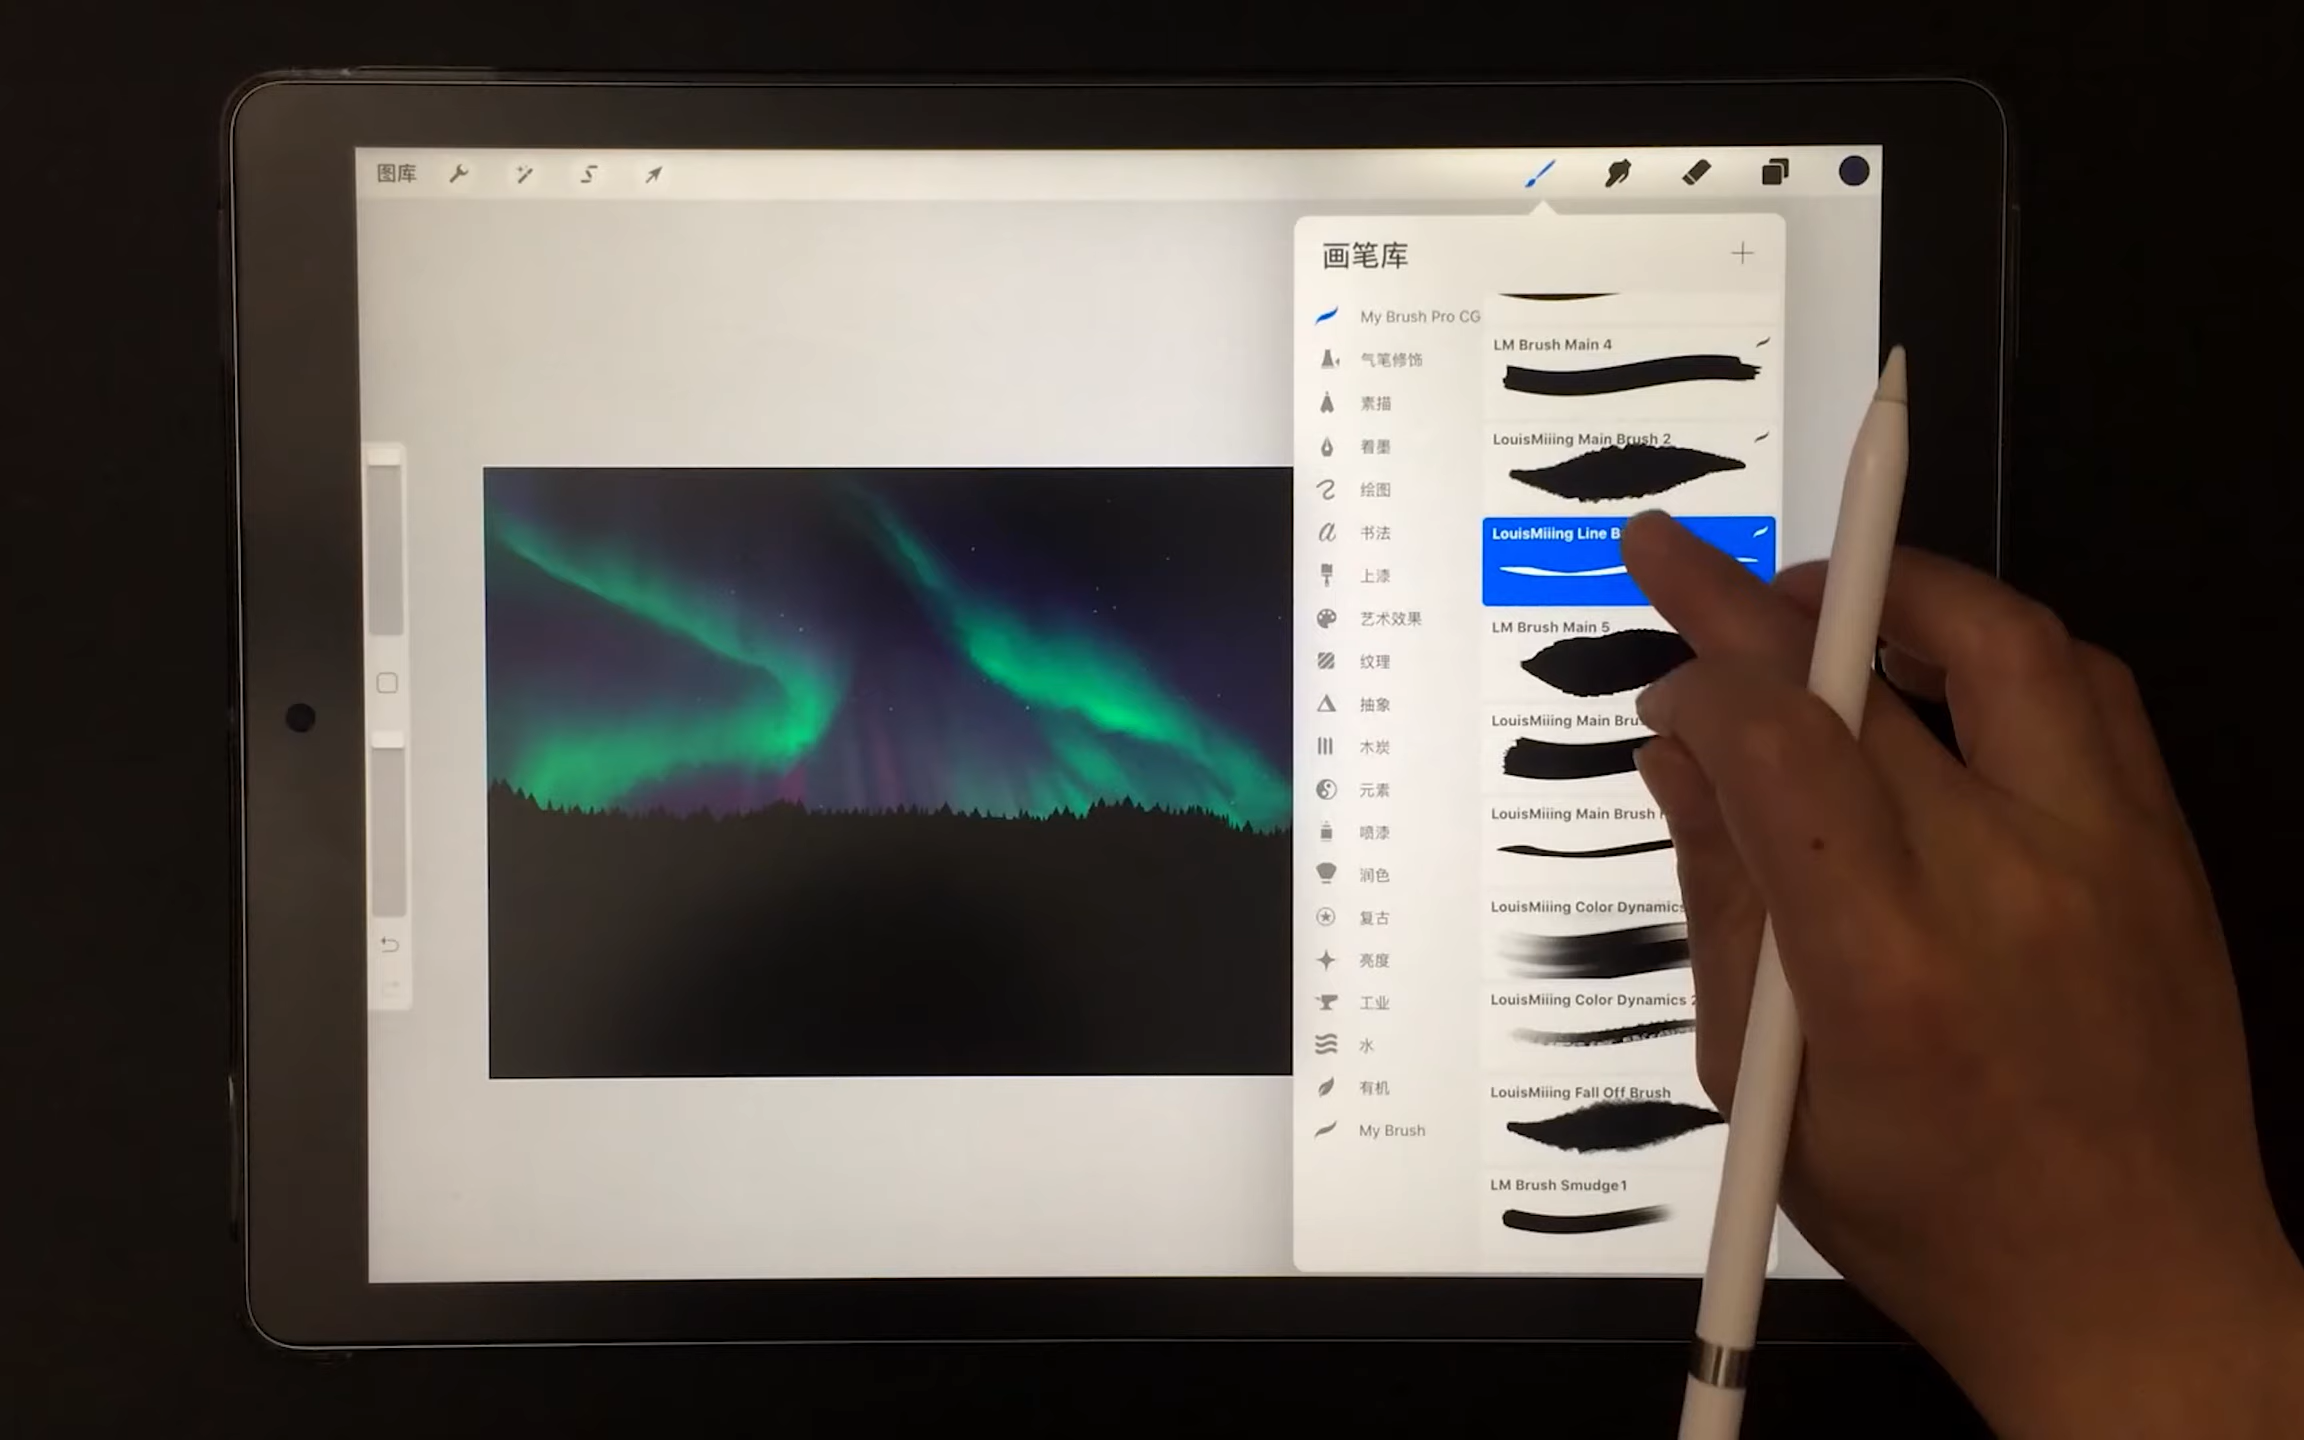 图库
画笔库
My Brush Pro CG
气笔修饰
素描
着墨
绘图
书法
上漆
艺术效果
纹理
抽象
木炭
元素
喷漆
润色
复古
亮度
工业
水
有机
My Brush
LM Brush Main 4
LouisMiiing Main Brush 2
LouisMiiing Line
LM Brush Main 5
LouisMiiing Main
LouisMiiing Main Brush
LouisMiiing Color Dynamics
LouisMiiing Color Dynamics 2
LouisMiiing Fall Off Brush
LM Brush Smudge1